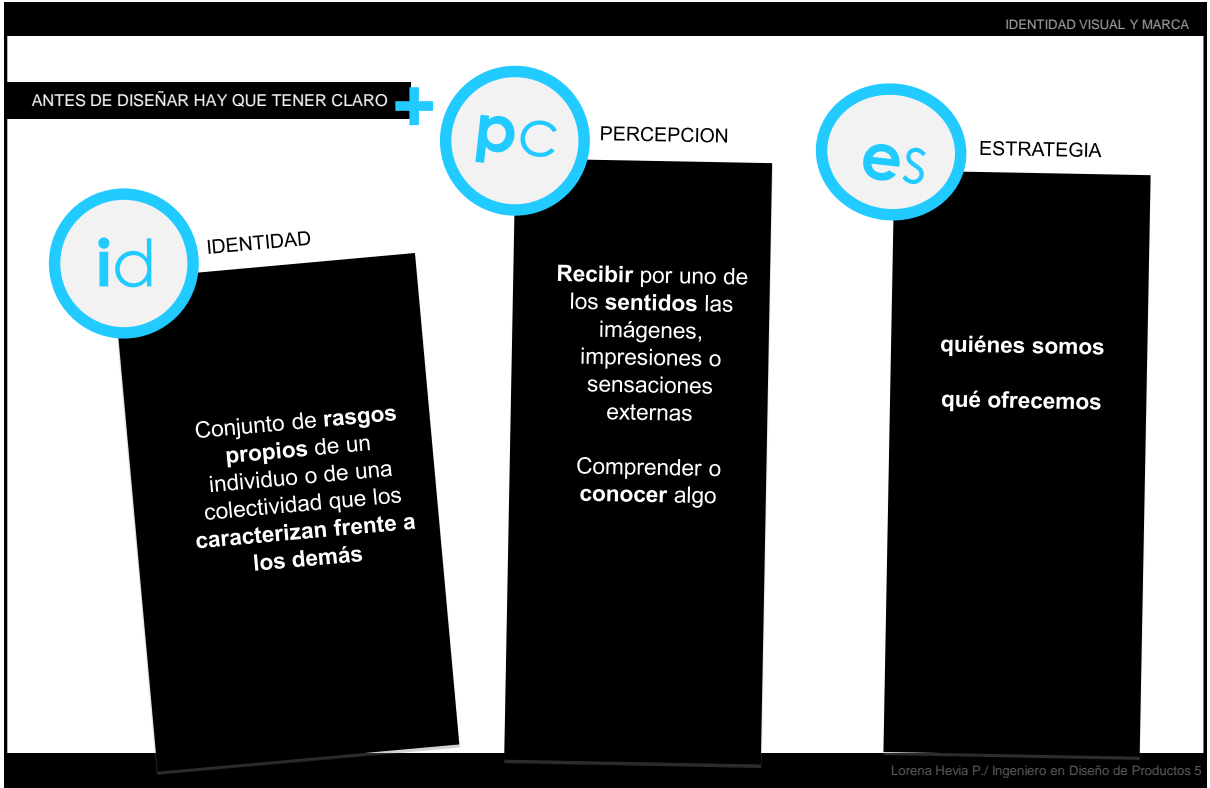 IDENTIDAD VISUAL Y MARCA
ANTES DE DISEÑAR HAY QUE TENER CLARO
id
IDENTIDAD
Conjunto de rasgos
propios de un
individuo o de una
colectividad que los
caracterizan frente a
los demás
pc
PERCEPCION
Recibir por uno de
los sentidos las
imágenes,
impresiones o
sensaciones
externas
Comprender o
conocer algo
es
ESTRATEGIA
quiénes somos
qué ofrecemos
Lorena Hevia P./ Ingeniero en Diseño de Productos 5